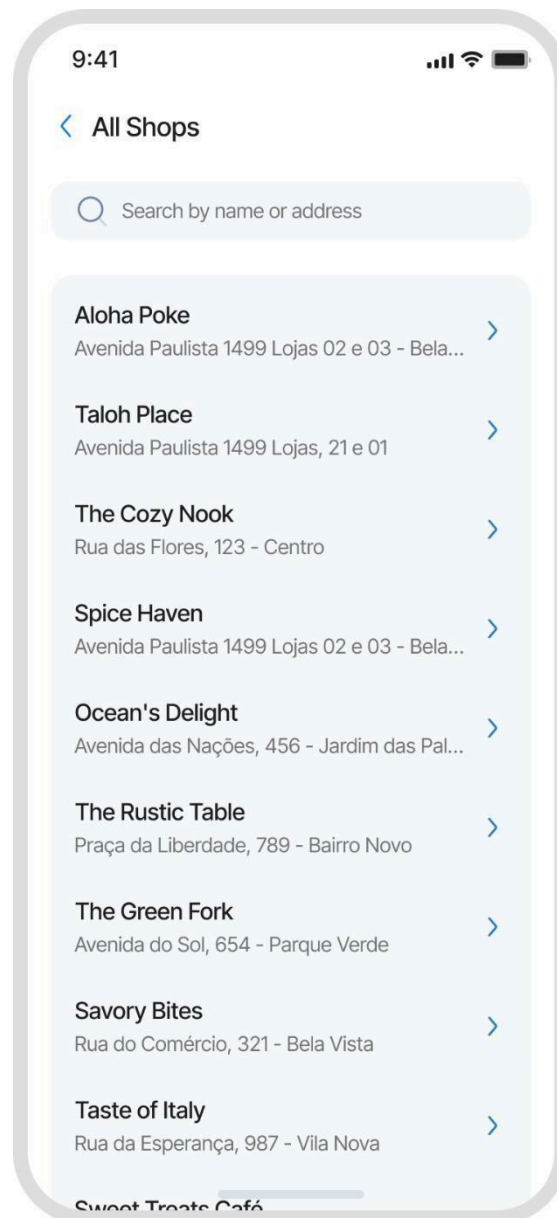 9:41
All Shops
Search by name or address
Aloha Poke
Avenida Paulista 1499 Lojas 02 e 03 - Bela...
Taloh Place
Avenida Paulista 1499 Lojas, 21 e 01
The Cozy Nook
Rua das Flores, 123 - Centro
Spice Haven
Avenida Paulista 1499 Lojas 02 e 03 - Bela...
Ocean's Delight
Avenida das Nações, 456 - Jardim das Pal...
The Rustic Table
Praça da Liberdade, 789 - Bairro Novo
The Green Fork
Avenida do Sol, 654 - Parque Verde
Savory Bites
Rua do Comércio, 321 - Bela Vista
Taste of Italy
Rua da Esperança, 987 - Vila Nova
Sweet Treats Café